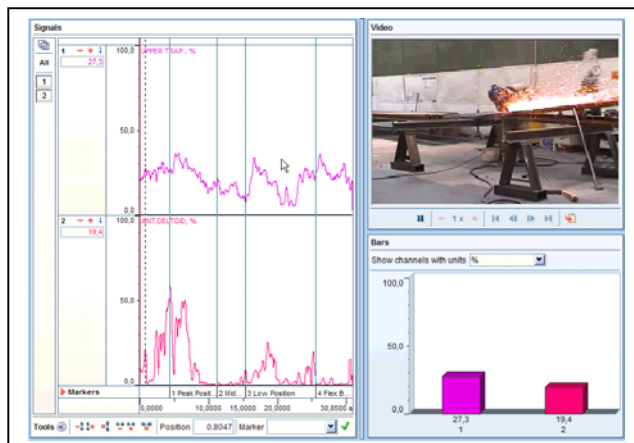 Signals
All
1
2
1
27,3
100,0
50,0
0,0
UPPER TRAP., %
2
19,4
100,0
50,0
0,0
ANT.DELTOID, %
Markers
1 Peak Posit...
2 Mid...
3 Low Position
4 Flex B...
0,0000
10,0000
15,0000
20,0000
30,8500 s
Tools
Position
0,8047
Marker
Video
1 x
Bars
Show channels with units
%
100,0
50,0
0,0
27,3
1
19,4
2